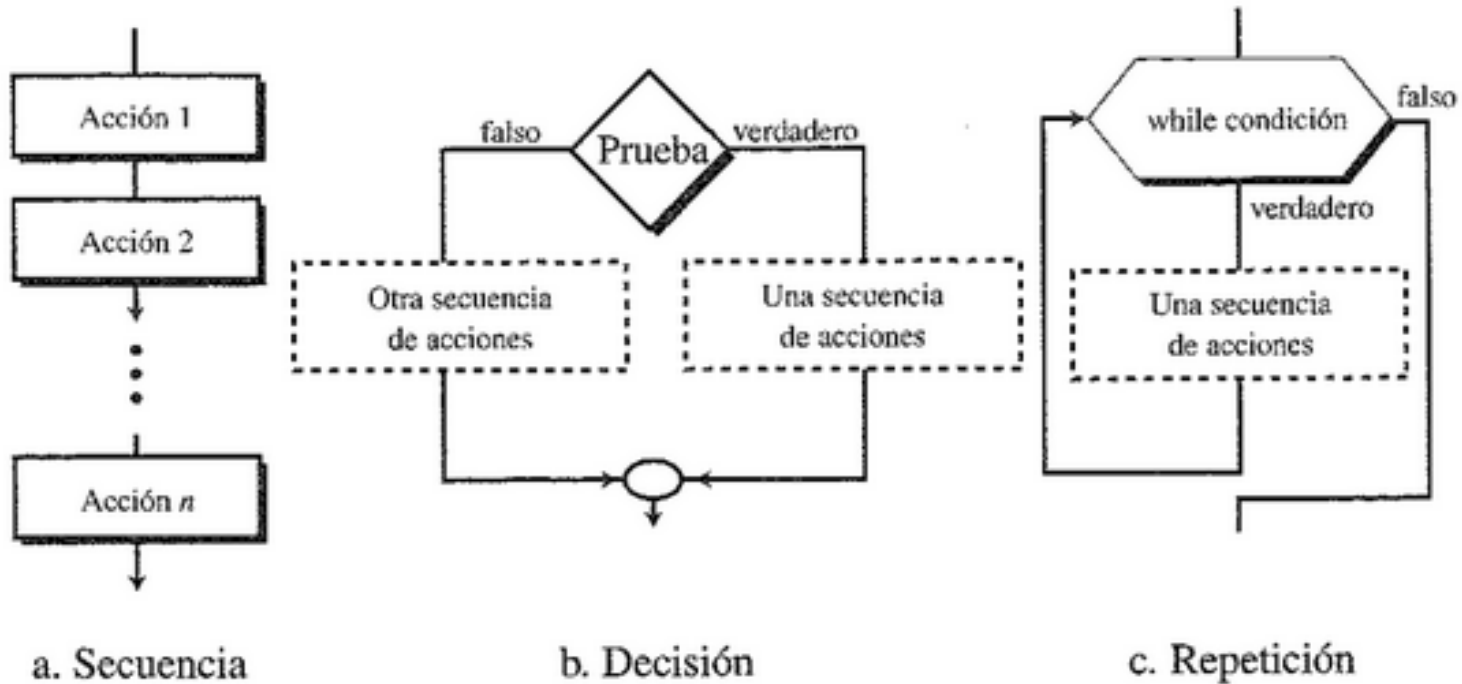 Acción 1
Acción 2
Acción n
a. Secuencia
falso
Prueba
verdadero
Otra secuencia
de acciones
Una secuencia
de acciones
b. Decisión
while condición
falso
verdadero
Una secuencia
de acciones
c. Repetición